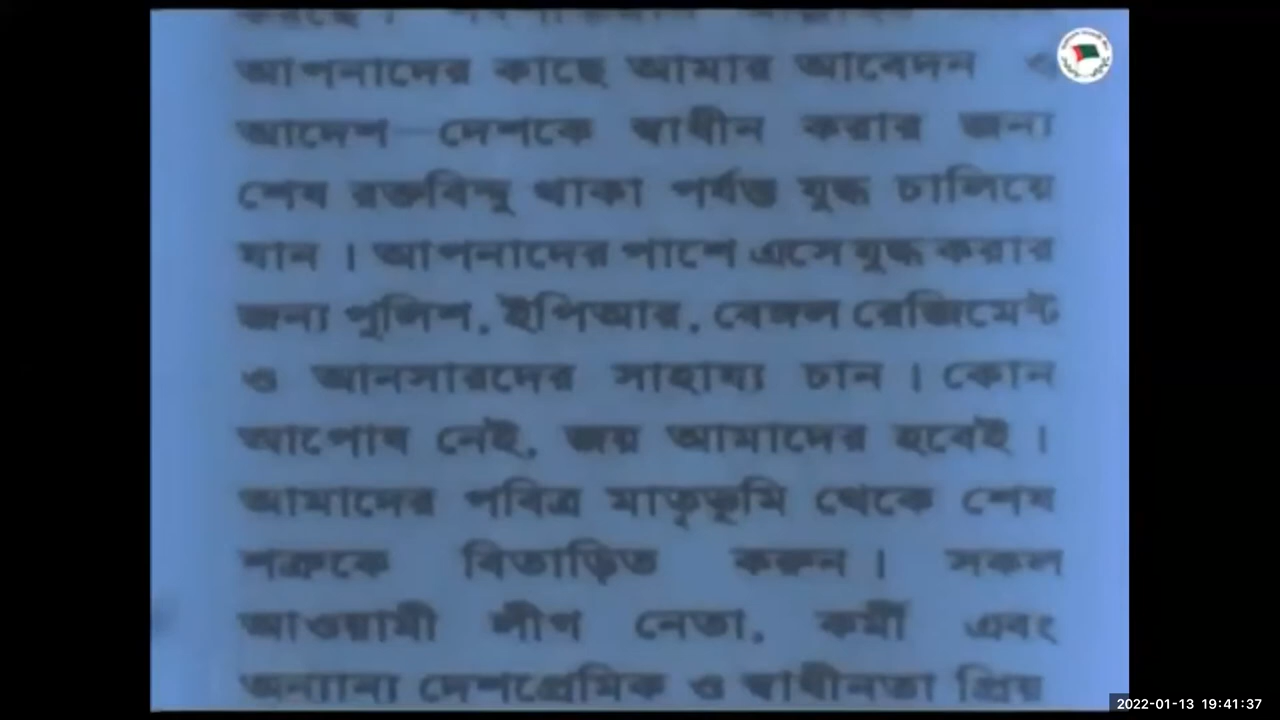 আপনাদের কাছে আমার আবেদন ও
আদেশ—দেশকে স্বাধীন করার জন্য
শেষ রক্তবিন্দু থাকা পর্যন্ত যুদ্ধ চালিয়ে
যান । আপনাদের পাশে এসে যুদ্ধ করার
জন্য পুলিশ, ইপিআর, বেঙ্গল রেজিমেন্ট
ও আনসারদের সাহায্য চান । কোন
আপোষ নেই, জয় আমাদের হবেই ।
আমাদের পবিত্র মাতৃভূমি থেকে শেষ
শত্রুকে বিতাড়িত করুন । সকল
আওয়ামী লীগ নেতা, কর্মী এবং
অন্যান্য দেশপ্রেমিক ও স্বাধীনতা প্রিয়
2022-01-13 19:41:37